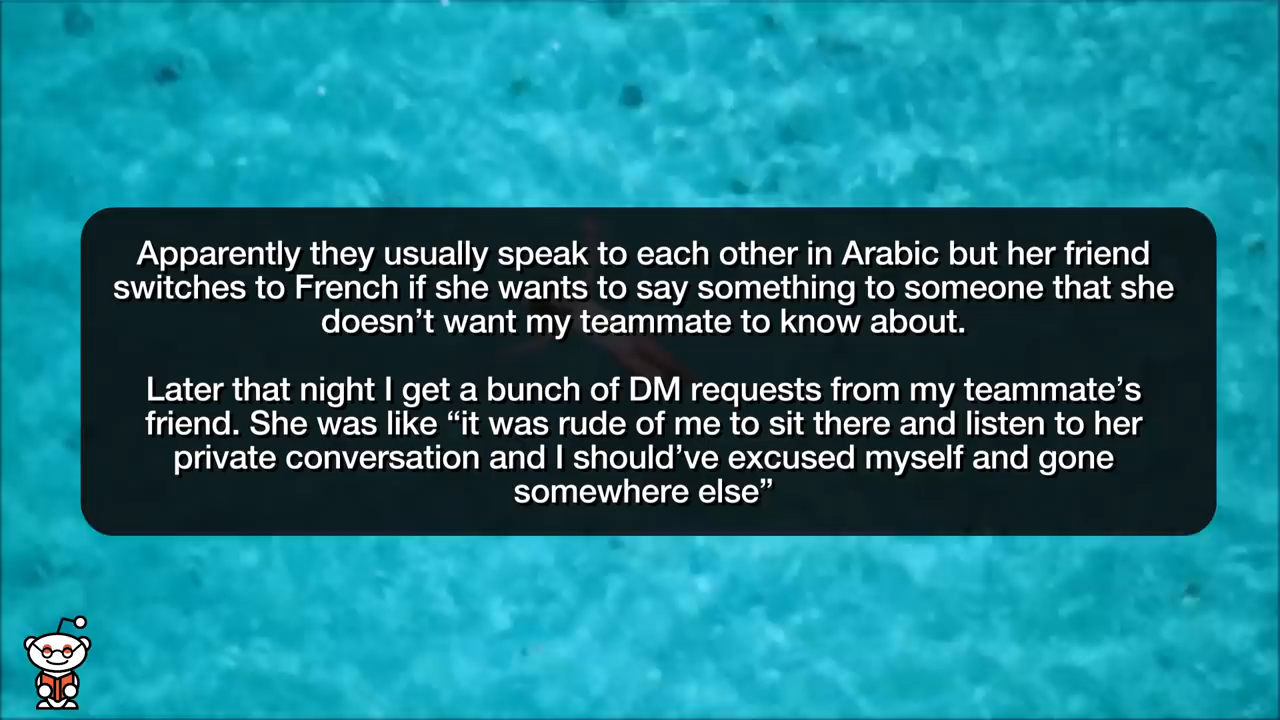 Apparently they usually speak to each other in Arabic but her friend
switches to French if she wants to say something to someone that she
doesn’t want my teammate to know about.
Later that night I get a bunch of DM requests from my teammate’s
friend. She was like “it was rude of me to sit there and listen to her
private conversation and I should’ve excused myself and gone
somewhere else”